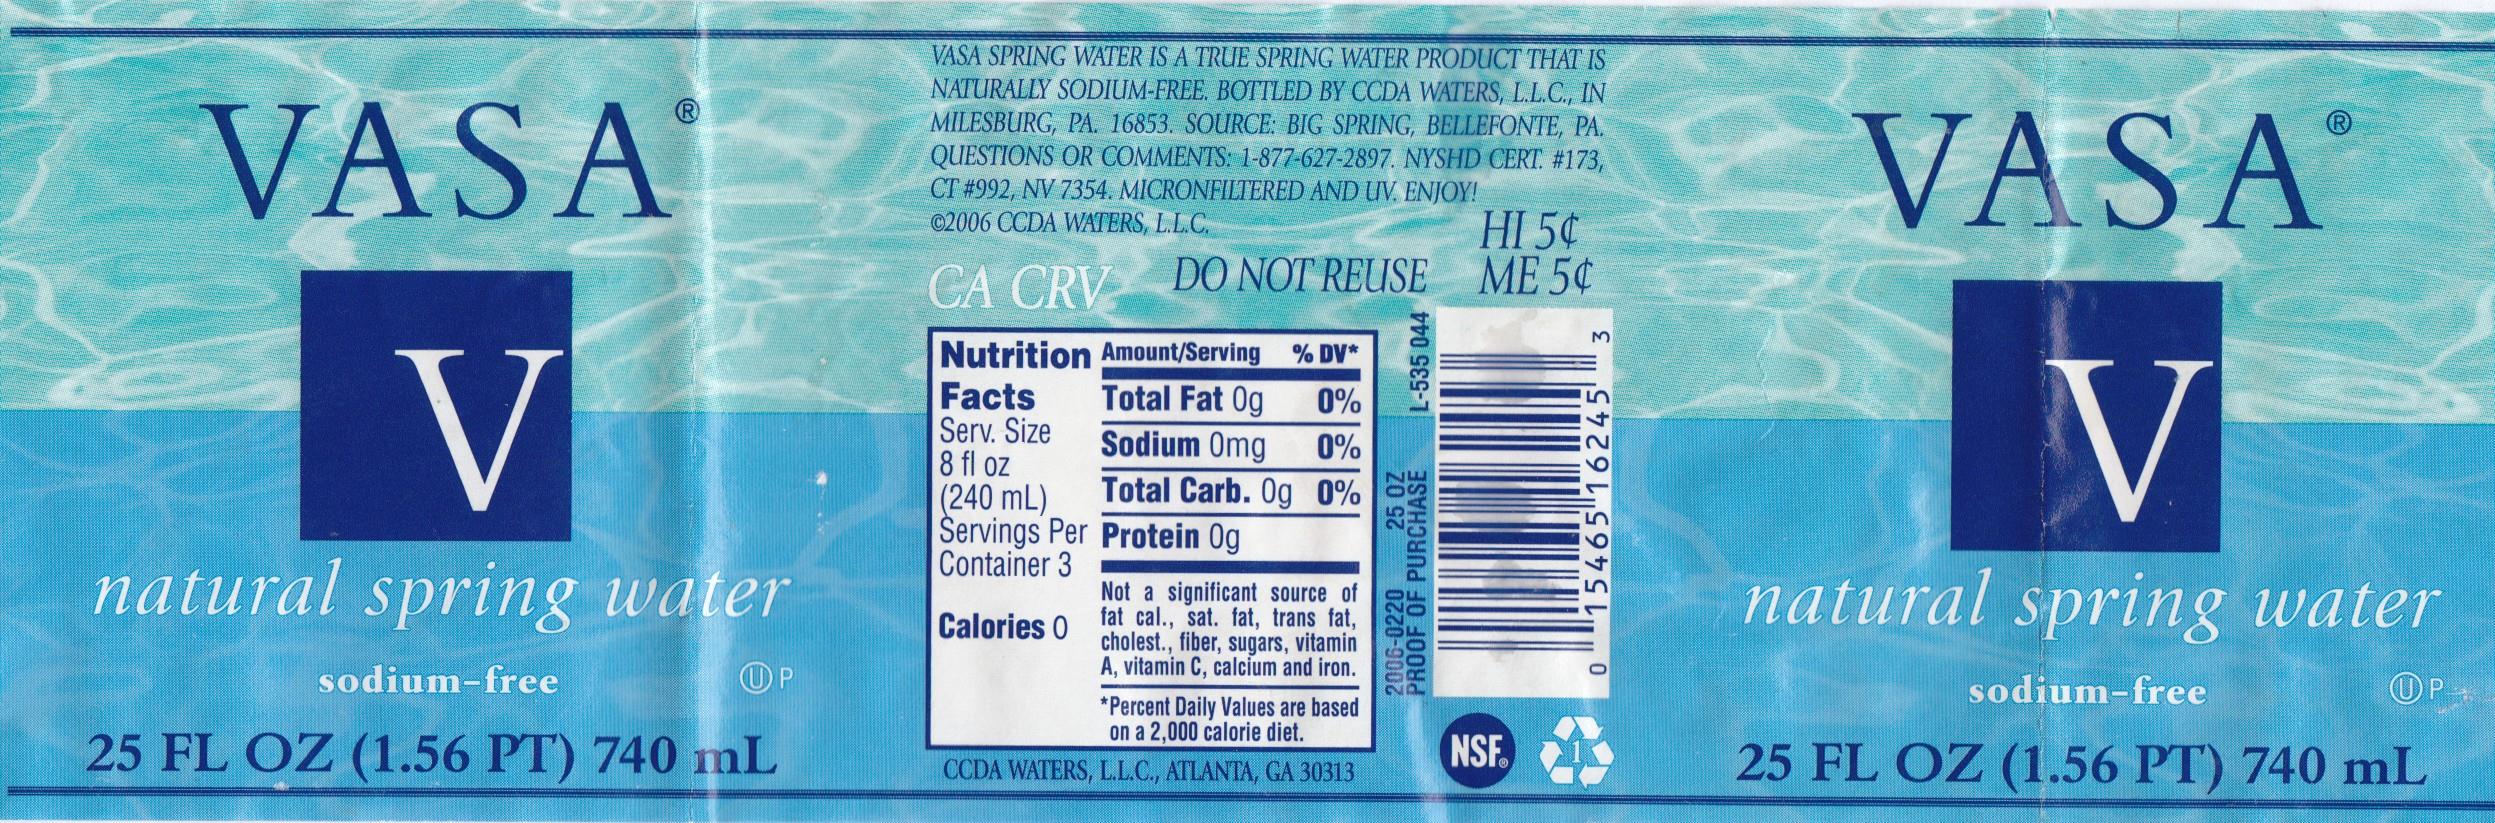 VASA®
V
natural spring water
sodium-free
Ⓤ P
25 FL OZ (1.56 PT) 740 mL
VASA SPRING WATER IS A TRUE SPRING WATER PRODUCT THAT IS
NATURALLY SODIUM-FREE. BOTTLED BY CCDA WATERS, L.L.C., IN
MILESBURG, PA. 16853. SOURCE: BIG SPRING, BELLEFONTE, PA.
QUESTIONS OR COMMENTS: 1-877-627-2897. NYSHD CERT. #173,
CT #992, NV 7354. MICRONFILTERED AND UV. ENJOY!
©2006 CCDA WATERS, L.L.C.
HI 5¢
ME 5¢
CA CRV
DO NOT REUSE
Nutrition
Facts
Serv. Size
8 fl oz
(240 mL)
Servings Per
Container 3
Calories 0
Amount/Serving % DV*
Total Fat 0g 0%
Sodium 0mg 0%
Total Carb. 0g 0%
Protein 0g
Not a significant source of
fat cal., sat. fat, trans fat,
cholest., fiber, sugars, vitamin
A, vitamin C, calcium and iron.
*Percent Daily Values are based
on a 2,000 calorie diet.
CCDA WATERS, L.L.C., ATLANTA, GA 30313
2006-0220 25 OZ
PROOF OF PURCHASE L-535 044
0 15465 16245 3
NSF®
1
VASA®
V
natural spring water
sodium-free
Ⓤ P
25 FL OZ (1.56 PT) 740 mL